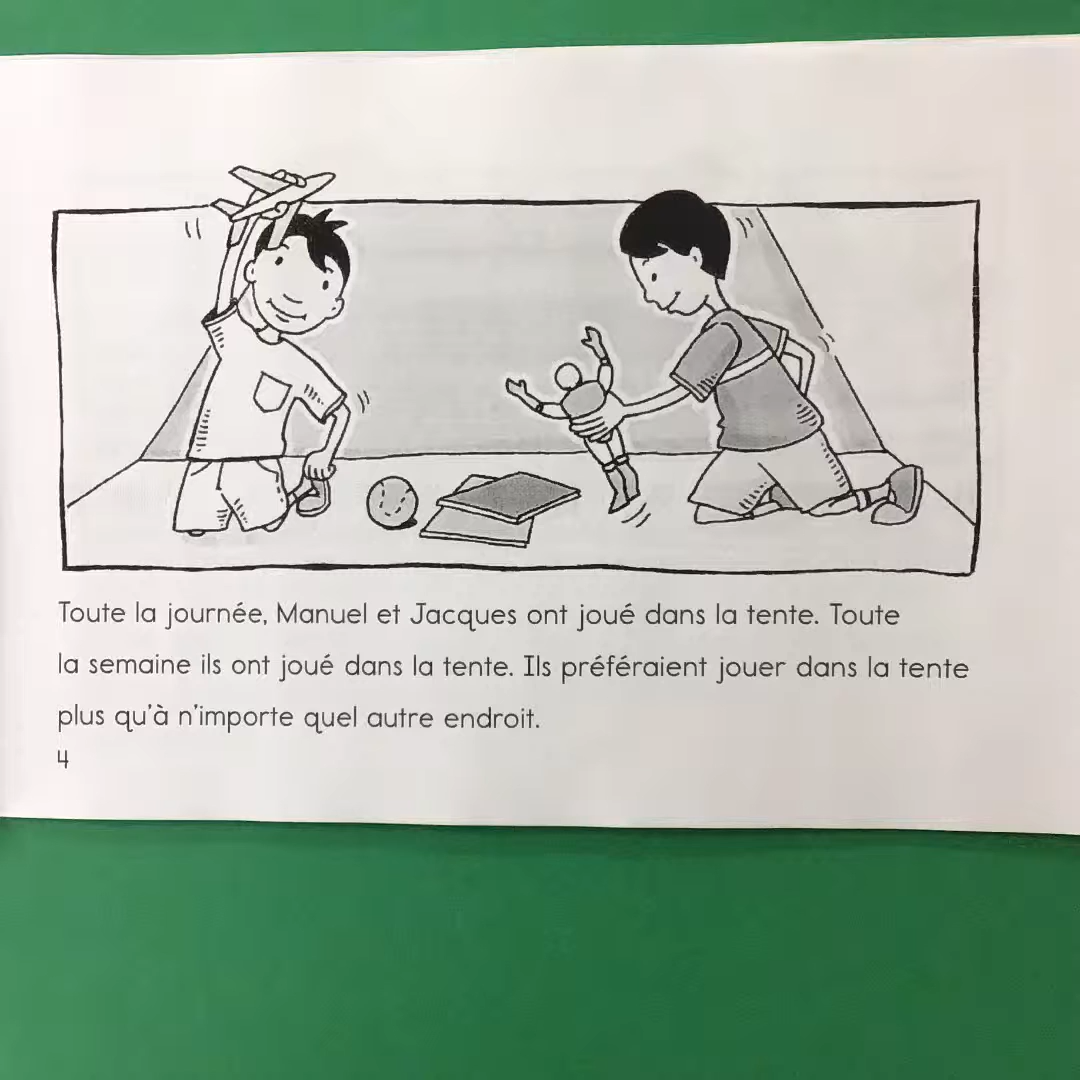 Toute la journée, Manuel et Jacques ont joué dans la tente. Toute
la semaine ils ont joué dans la tente. Ils préféraient jouer dans la tente
plus qu'à n'importe quel autre endroit.
4